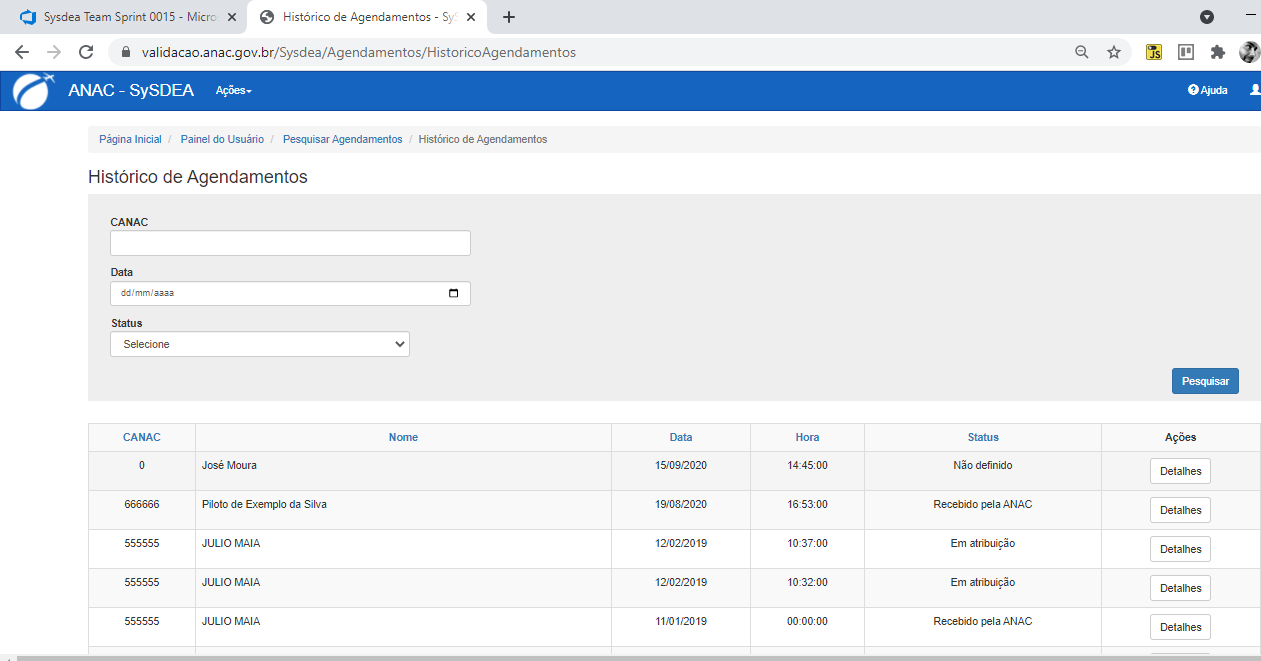 Sysdea Team Sprint 0015 - Micro
Histórico de Agendamentos - Sy
validacao.anac.gov.br/Sysdea/Agendamentos/HistoricoAgendamentos
JS
ANAC - SySDEA Ações Ajuda
Página Inicial / Painel do Usuário / Pesquisar Agendamentos / Histórico de Agendamentos
Histórico de Agendamentos
CANAC
Data
dd/mm/aaaa
Status
Selecione
Pesquisar
CANAC Nome Data Hora Status Ações
0 José Moura 15/09/2020 14:45:00 Não definido Detalhes
666666 Piloto de Exemplo da Silva 19/08/2020 16:53:00 Recebido pela ANAC Detalhes
555555 JULIO MAIA 12/02/2019 10:37:00 Em atribuição Detalhes
555555 JULIO MAIA 12/02/2019 10:32:00 Em atribuição Detalhes
555555 JULIO MAIA 11/01/2019 00:00:00 Recebido pela ANAC Detalhes